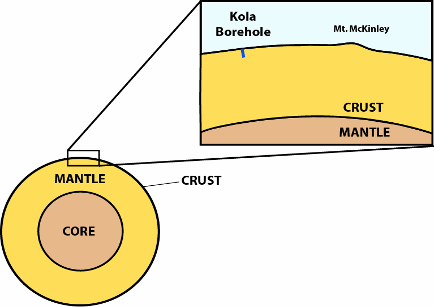 Kola
Borehole
Mt. McKinley
CRUST
MANTLE
MANTLE
CRUST
CORE